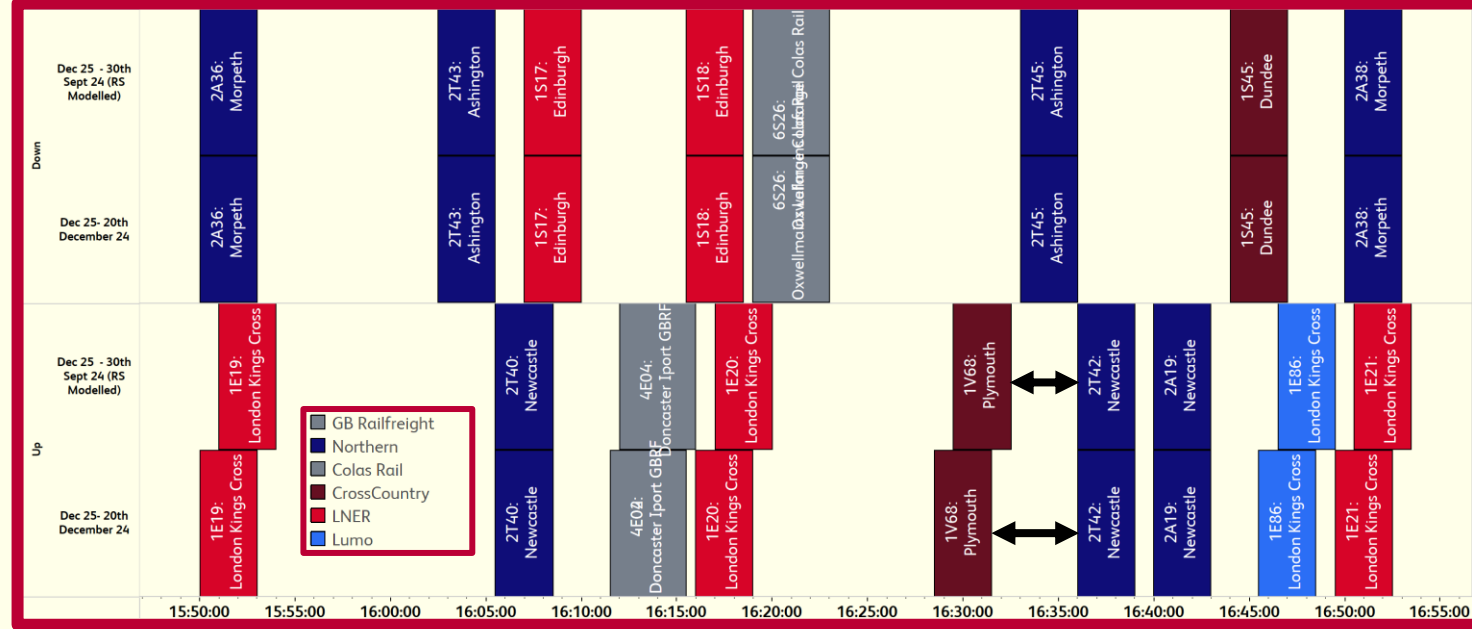 Dec 25  - 30th
Sept 24 (RS
Modelled)
2A36:
Morpeth
2T43:
Ashington
1S17:
Edinburgh
1S18:
Edinburgh
6S26:
2T45:
Ashington
1S45:
Dundee
2A38:
Morpeth
Down
Dec 25- 20th
December 24
2A36:
Morpeth
2T43:
Ashington
1S17:
Edinburgh
1S18:
Edinburgh
6S26:
2T45:
Ashington
1S45:
Dundee
2A38:
Morpeth
Dec 25  - 30th
Sept 24 (RS
Modelled)
1E19:
London Kings Cross
2T40:
Newcastle
4E04:
Doncaster Iport GBRF
1E20:
London Kings Cross
1V68:
Plymouth
2T42:
Newcastle
2A19:
Newcastle
1E86:
London Kings Cross
1E21:
London Kings Cross
Up
Dec 25- 20th
December 24
1E19:
London Kings Cross
2T40:
Newcastle
Doncaster Iport GBRF
1E20:
London Kings Cross
1V68:
Plymouth
2T42:
Newcastle
2A19:
Newcastle
1E86:
London Kings Cross
1E21:
London Kings Cross
GB Railfreight
Northern
Colas Rail
CrossCountry
LNER
Lumo
15:50:00 15:55:00 16:00:00 16:05:00 16:10:00 16:15:00 16:20:00 16:25:00 16:30:00 16:35:00 16:40:00 16:45:00 16:50:00 16:55:00